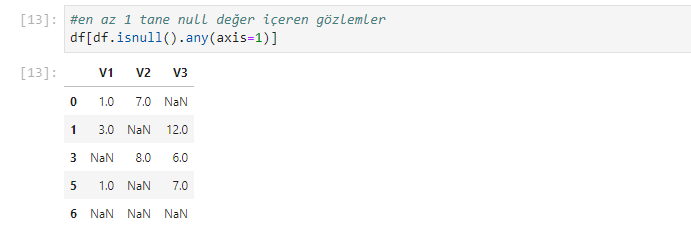 [13]: #en az 1 tane null değer içeren gözlemler
df[df.isnull().any(axis=1)]
[13]: V1 V2 V3
0 1.0 7.0 NaN
1 3.0 NaN 12.0
3 NaN 8.0 6.0
5 1.0 NaN 7.0
6 NaN NaN NaN